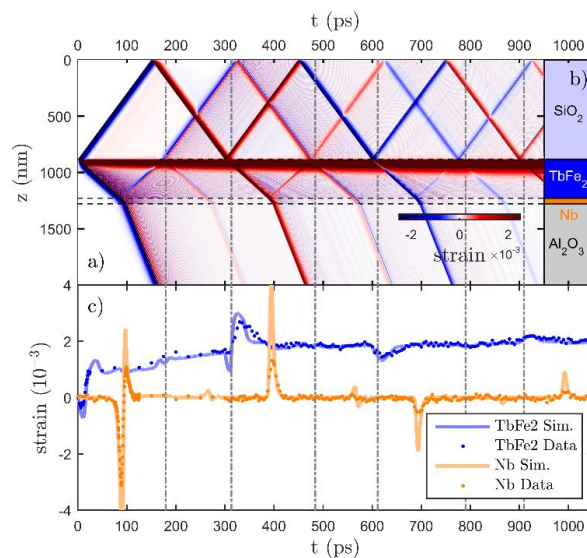 t (ps)
0 100 200 300 400 500 600 700 800 900 1000
0
500
1000
1500
z (nm)
a)
b)
SiO₂
TbFe₂
Nb
Al₂O₃
-2 0 2
strain ×10⁻³
c)
4
2
0
-2
-4
strain (10⁻³)
TbFe2 Sim.
TbFe2 Data
Nb Sim.
Nb Data
0 100 200 300 400 500 600 700 800 900 1000
t (ps)